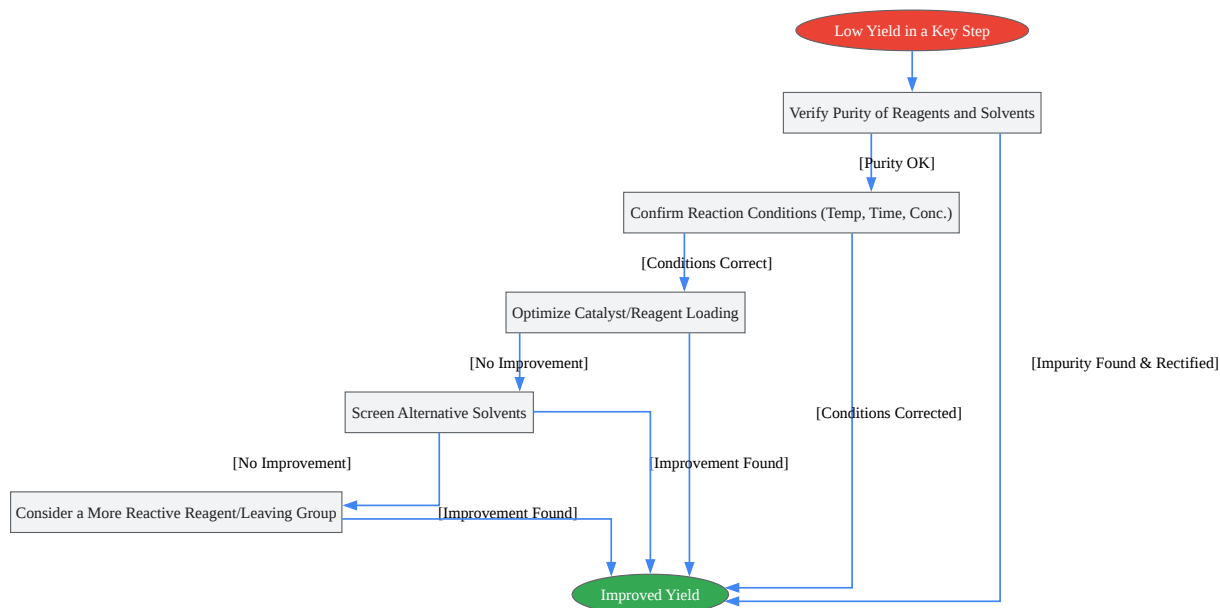 Low Yield in a Key Step
Verify Purity of Reagents and Solvents
[Purity OK]
Confirm Reaction Conditions (Temp, Time, Conc.)
[Conditions Correct]
Optimize Catalyst/Reagent Loading
[No Improvement]
[Impurity Found & Rectified]
Screen Alternative Solvents
[Conditions Corrected]
[No Improvement]
[Improvement Found]
Consider a More Reactive Reagent/Leaving Group
[Improvement Found]
Improved Yield